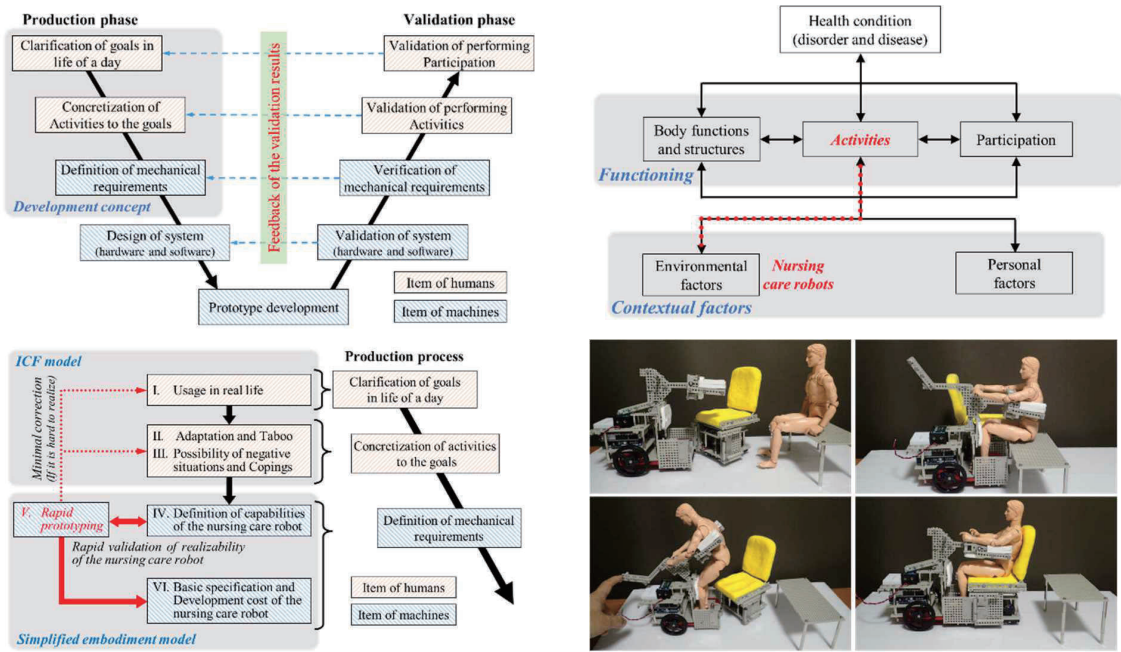 Production phase
Validation phase
Clarification of goals in
life of a day
Validation of performing
Participation
Concretization of
Activities to the goals
Validation of performing
Activities
Definition of mechanical
requirements
Verification of
mechanical requirements
Development concept
Design of system
(hardware and software)
Validation of system
(hardware and software)
Feedback of the validation results
Prototype development
Item of humans
Item of machines
Health condition
(disorder and disease)
Body functions
and structures
Activities
Participation
Functioning
Environmental
factors
Nursing
care robots
Personal
factors
Contextual factors
ICF model
Minimal correction
(If it is hard to realize)
I. Usage in real life
II. Adaptation and Taboo
III. Possibility of negative
situations and Copings
V. Rapid
prototyping
IV. Definition of capabilities
of the nursing care robot
Rapid validation of realizability
of the nursing care robot
VI. Basic specification and
Development cost of the
nursing care robot
Simplified embodiment model
Production process
Clarification of goals
in life of a day
Concretization of activities
to the goals
Definition of mechanical
requirements
Item of humans
Item of machines